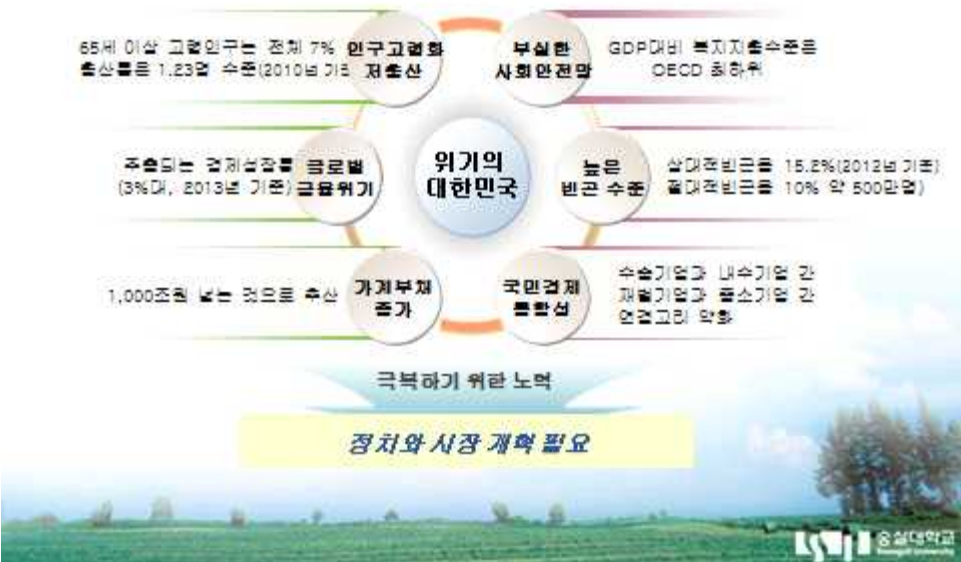 65세 이상 고령인구는 전체 7%
출산률은 1.23명 수준(2010년 기준
인구고령화
저출산
부실한
사회안전망
GDP대비 복지지출수준은
OECD 최하위
추출되는 경제성장률
(3%대, 2013년 기준)
글로벌
금융위기
위기의
대한민국
높은
빈곤 수준
상대적빈곤율 15.2%(2012년 기준)
절대적빈곤율 10% 약 500만명)
1,000조원 넘는 것으로 추산
가계부채
증가
국민경제
통합성
수출기업과 내수기업 간
재벌기업과 중소기업 간
연결고리 약화
극복하기 위한 노력
정치와 시장 개혁 필요
숭실대학교
Soongsil University